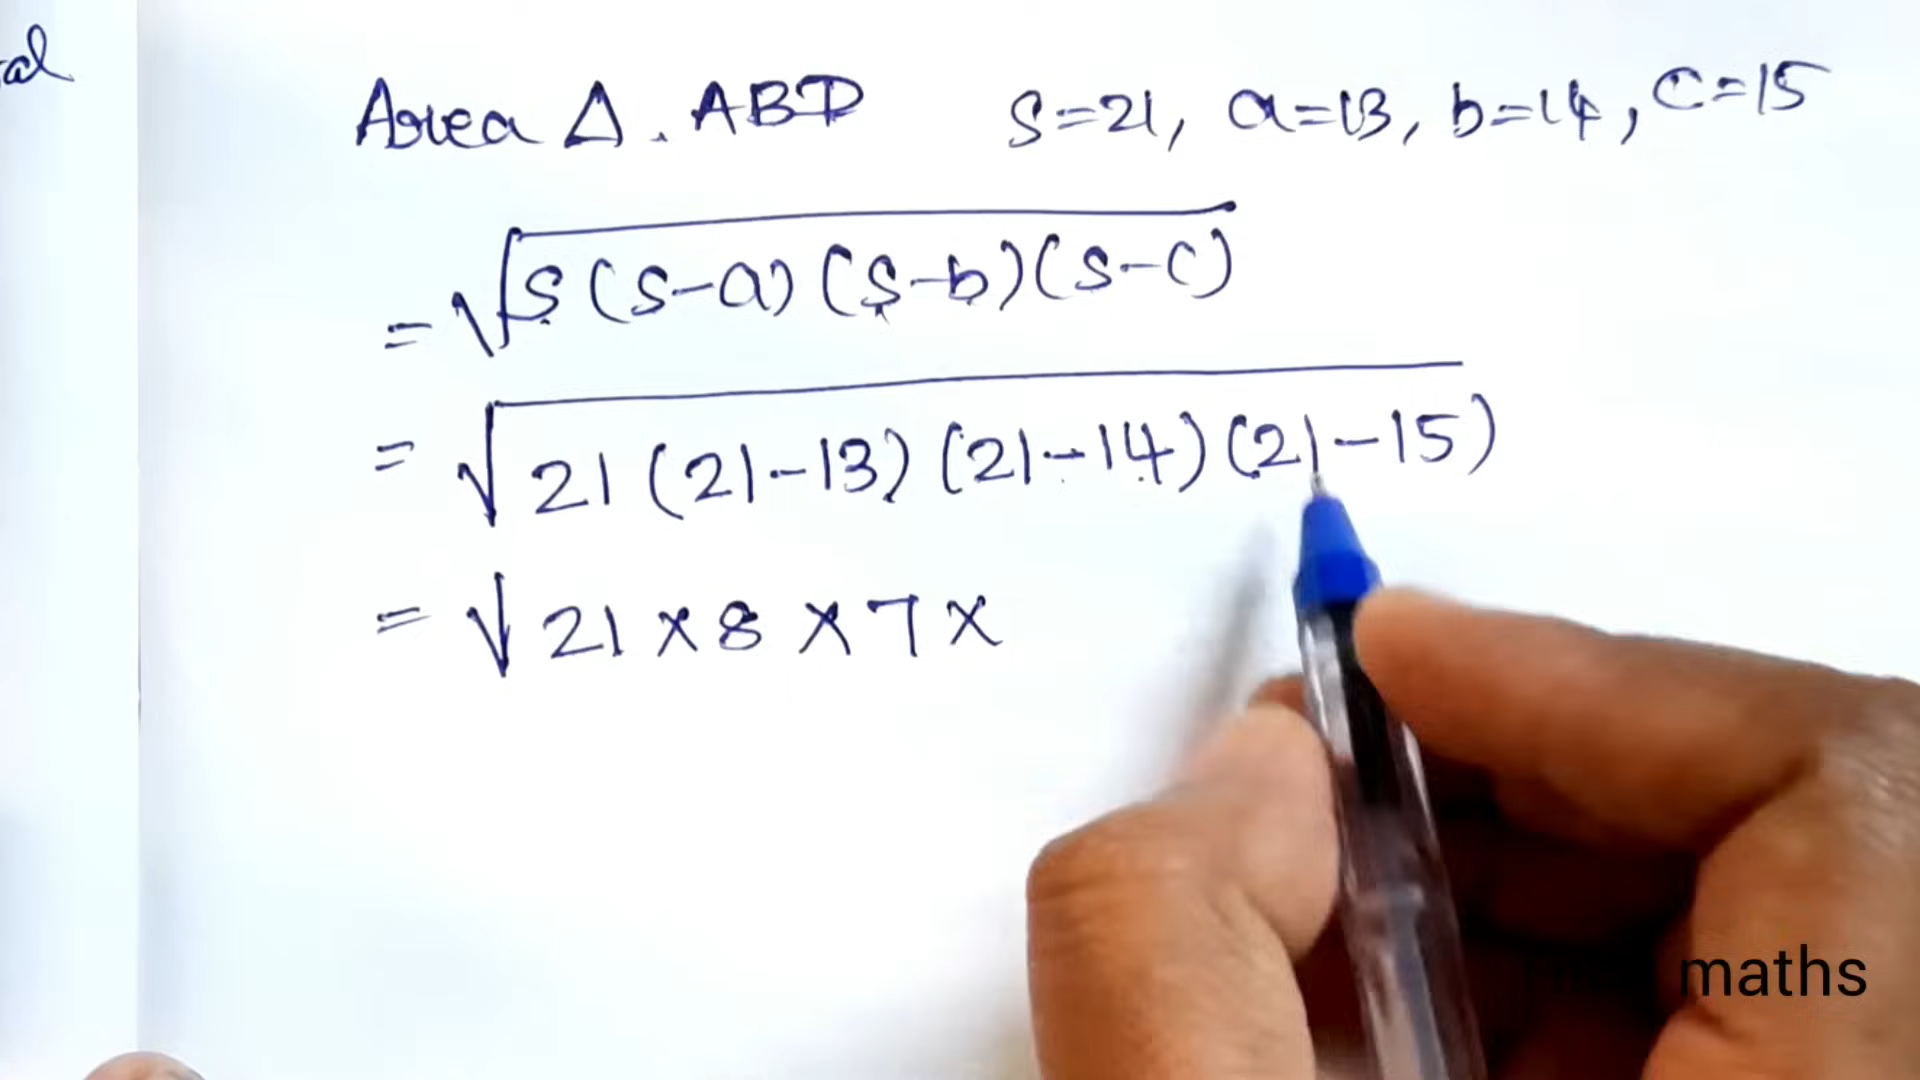 al
Area Δ. ABD S=21, a=13, b=14, c=15
= √S(S-a)(S-b)(S-c)
= √21(21-13)(21-14)(21-15)
= √21×8×7×
maths